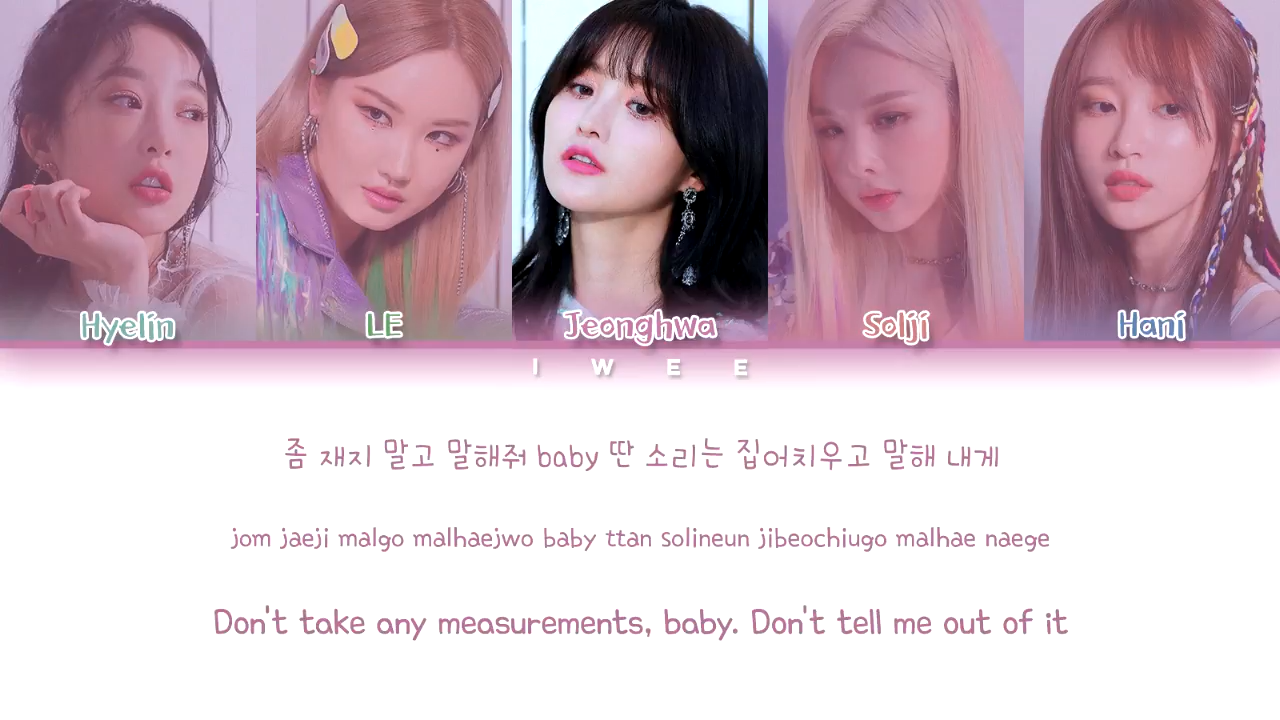 Hyelin LE Jeonghwa Solji Hani
IWEE
좀 재지 말고 말해줘 baby 딴 소리는 집어치우고 말해 내게
jom jaeji malgo malhaejwo baby ttan solineun jibeochiugo malhae naege
Don't take any measurements, baby. Don't tell me out of it